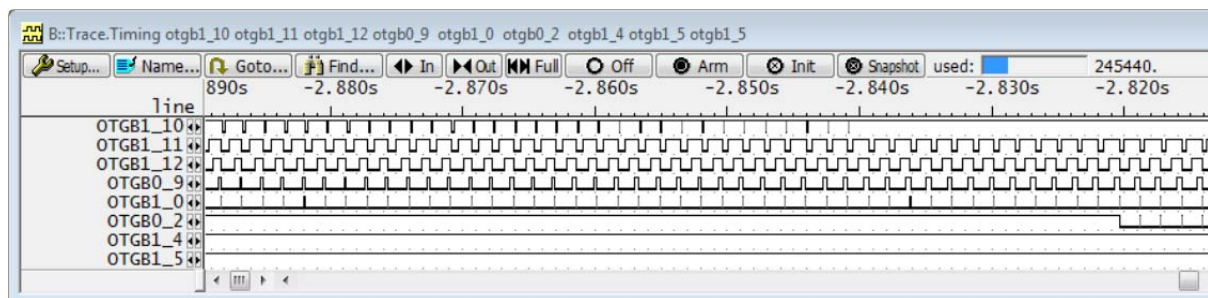 B::Trace.Timing otgb1_10 otgb1_11 otgb1_12 otgb0_9 otgb1_0 otgb0_2 otgb1_4 otgb1_5 otgb1_5
Setup... Name... Goto... Find... In Out Full Off Arm Init Snapshot used: 245440.
890s -2.880s -2.870s -2.860s -2.850s -2.840s -2.830s -2.820s
line
OTGB1_10
OTGB1_11
OTGB1_12
OTGB0_9
OTGB1_0
OTGB0_2
OTGB1_4
OTGB1_5